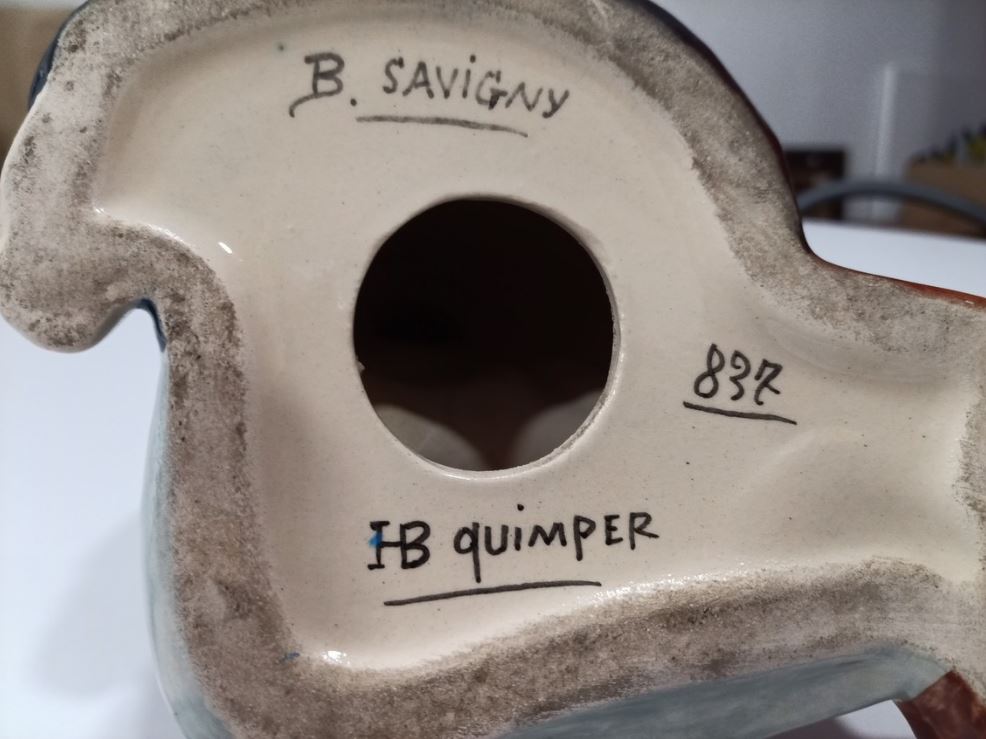 B. SAViGNY
837
HB QUiMPER